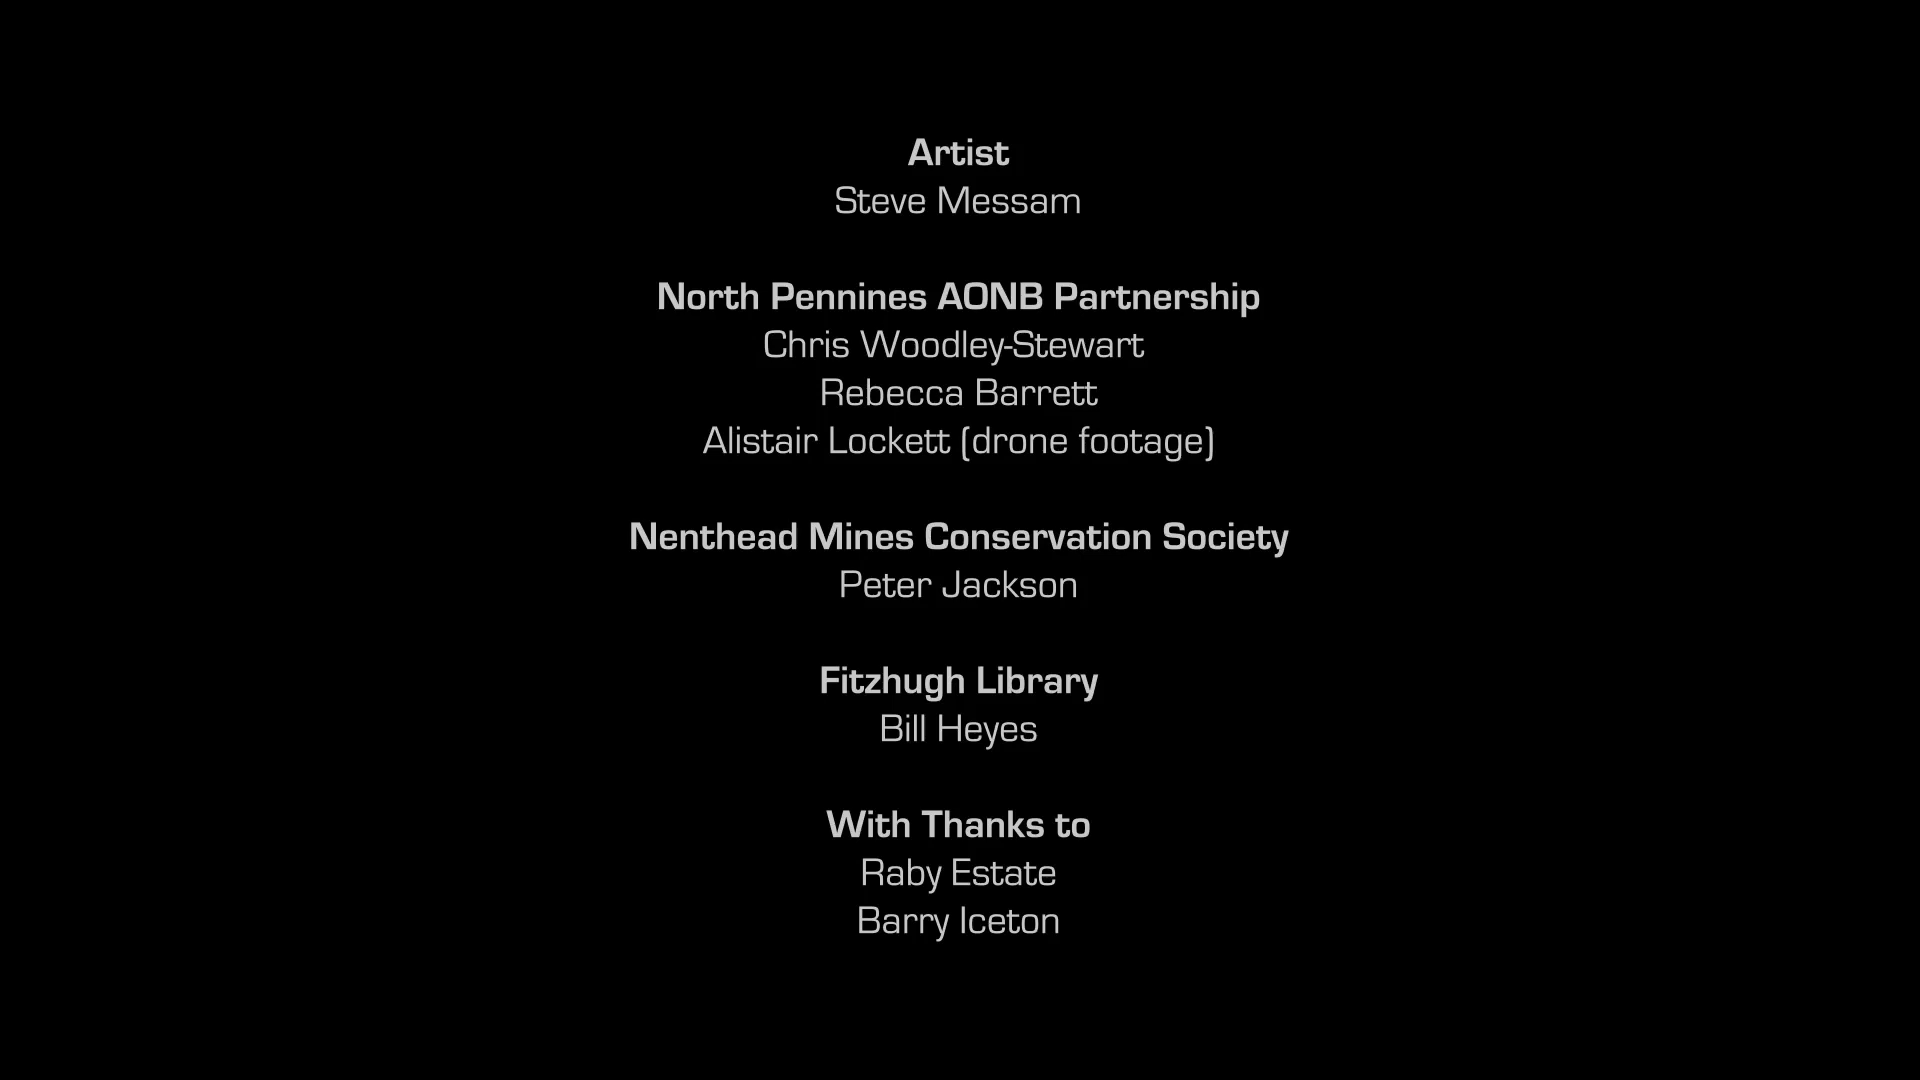 Artist
Steve Messam
North Pennines AONB Partnership
Chris Woodley-Stewart
Rebecca Barrett
Alistair Lockett (drone footage)
Nenthead Mines Conservation Society
Peter Jackson
Fitzhugh Library
Bill Heyes
With Thanks to
Raby Estate
Barry Iceton